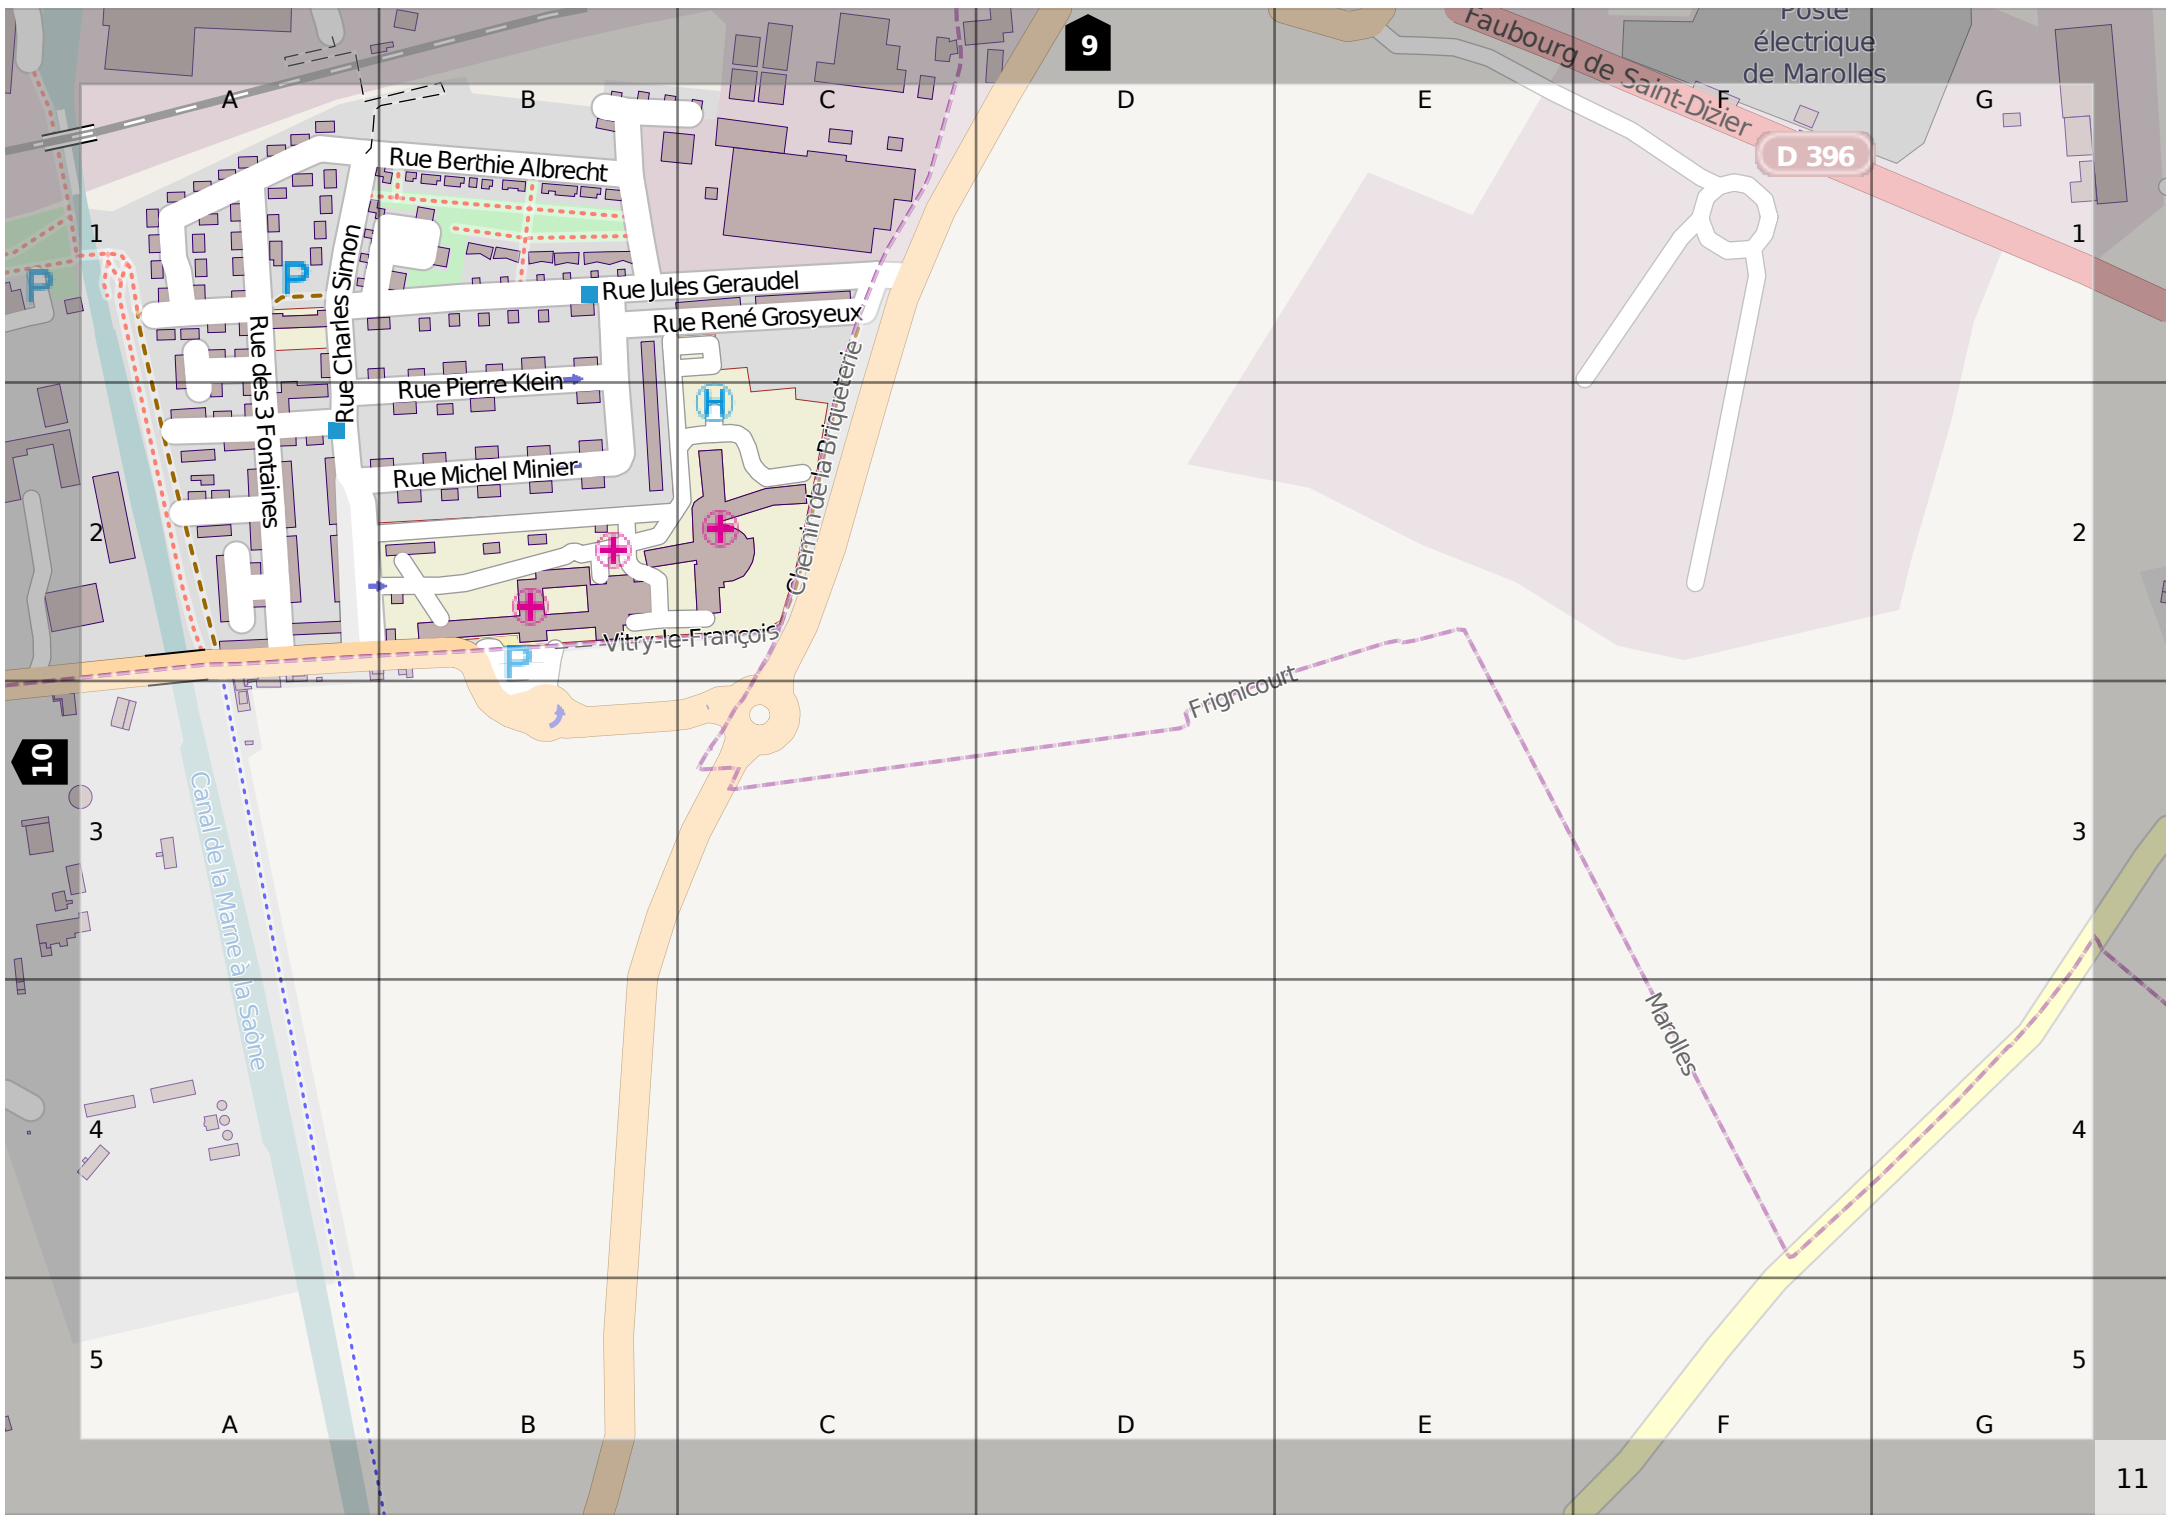 9
Faubourg de Saint-Dizier
Poste
électrique
de Marolles
A
B
C
D
E
F
G
Rue Berthie Albrecht
D 396
1
1
P
P
Rue Charles Simon
Rue Jules Geraudel
Rue René Grosyeux
Rue des 3 Fontaines
Rue Pierre Klein
H
Chemin de la Briqueterie
Rue Michel Minier
2
2
Vitry-le-François
P
Frignicourt
10
Canal de la Marne à la Saône
3
3
Marolles
4
4
5
5
A
B
C
D
E
F
G
11